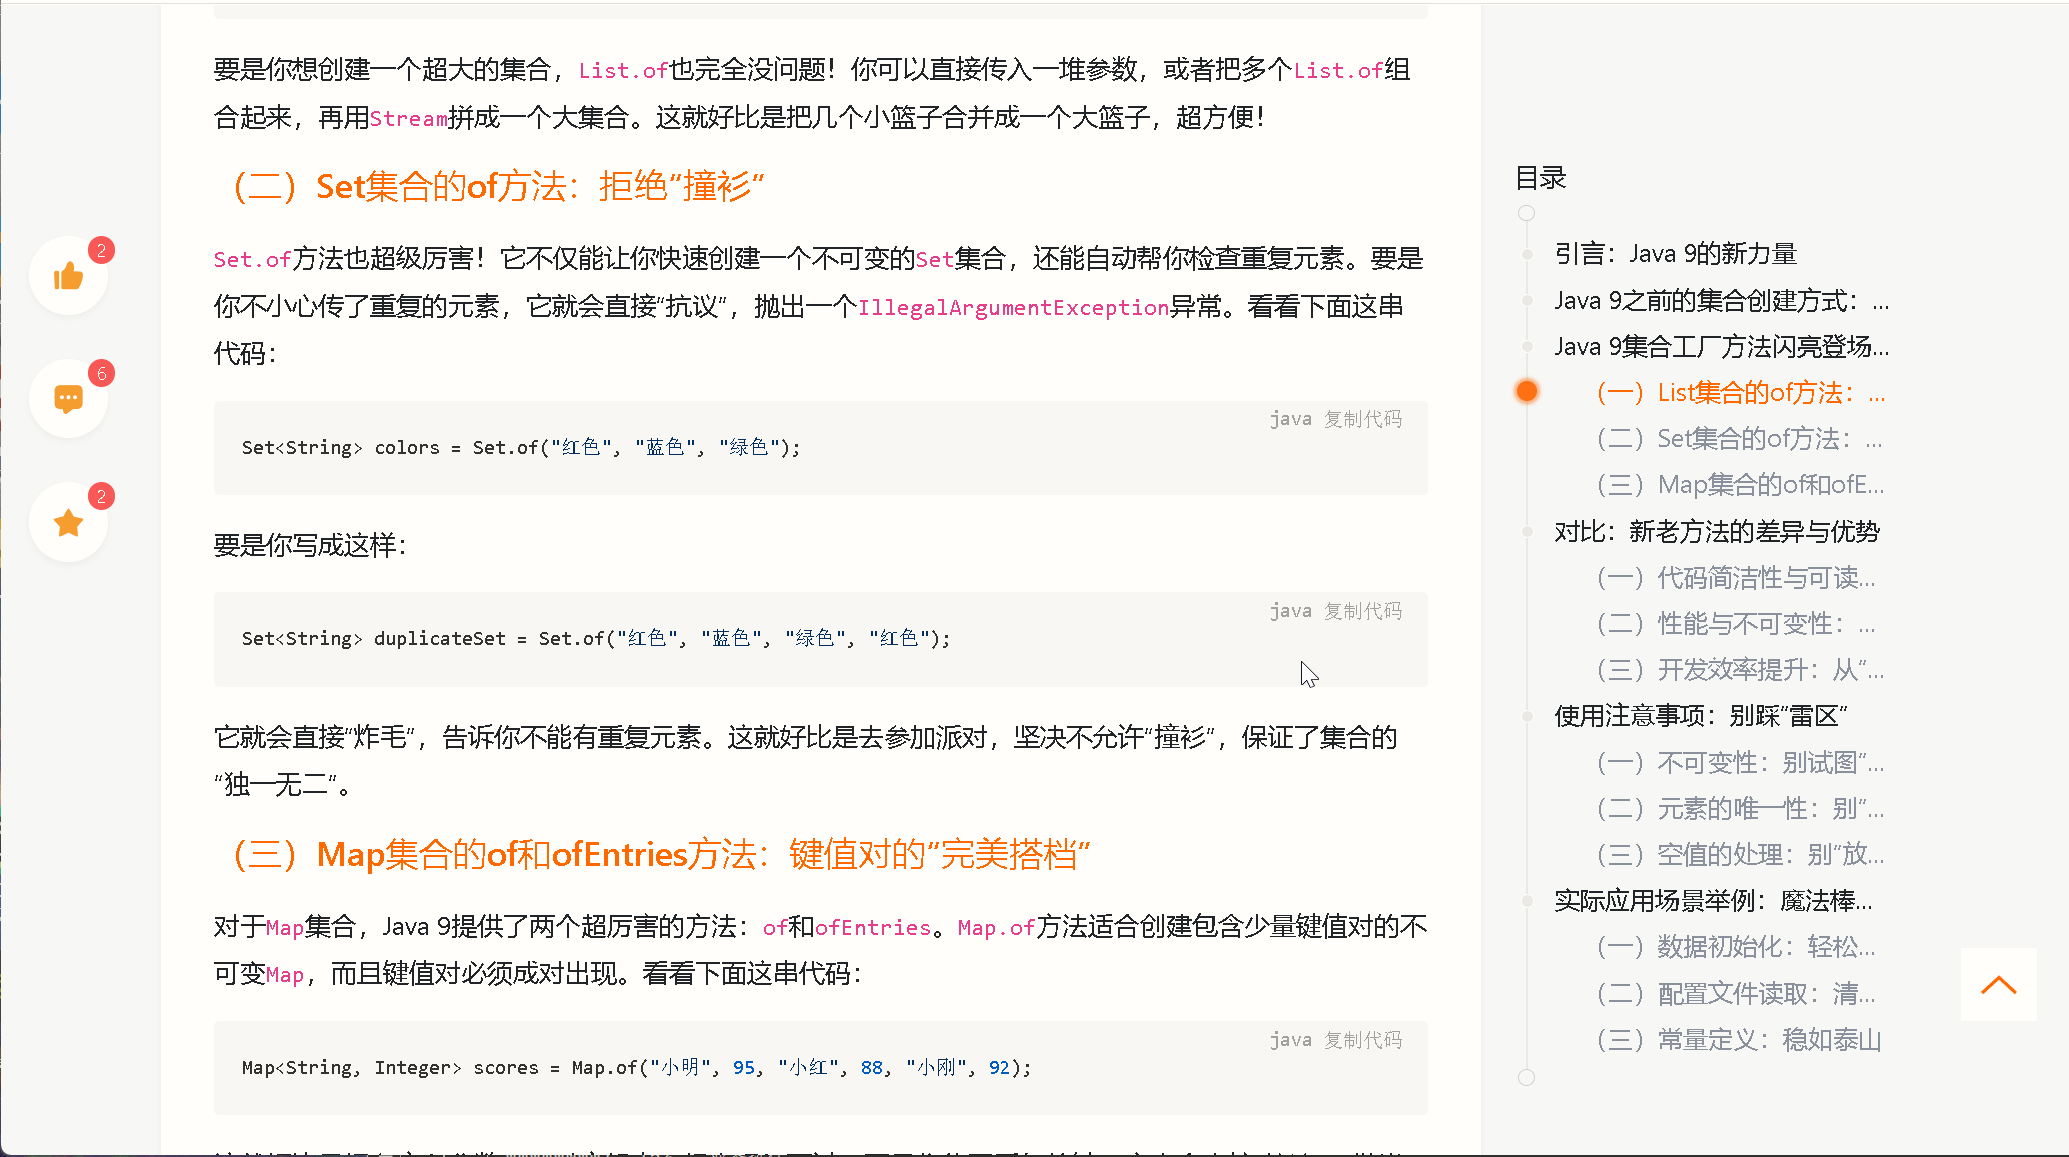 要是你想创建一个超大的集合，List.of也完全没问题！你可以直接传入一堆参数，或者把多个List.of组
合起来，再用Stream拼成一个大集合。这就好比是把几个小篮子合并成一个大篮子，超方便！
（二）Set集合的of方法：拒绝“撞衫”
Set.of方法也超级厉害！它不仅能让你快速创建一个不可变的Set集合，还能自动帮你检查重复元素。要是
你不小心传了重复的元素，它就会直接“抗议”，抛出一个IllegalArgumentException异常。看看下面这串
代码：
java 复制代码
Set<String> colors = Set.of("红色", "蓝色", "绿色");
要是你写成这样：
java 复制代码
Set<String> duplicateSet = Set.of("红色", "蓝色", "绿色", "红色");
它就会直接“炸毛”，告诉你不能有重复元素。这就好比是去参加派对，坚决不允许“撞衫”，保证了集合的
“独一无二”。
（三）Map集合的of和ofEntries方法：键值对的“完美搭档”
对于Map集合，Java 9提供了两个超厉害的方法：of和ofEntries。Map.of方法适合创建包含少量键值对的不
可变Map，而且键值对必须成对出现。看看下面这串代码：
java 复制代码
Map<String, Integer> scores = Map.of("小明", 95, "小红", 88, "小刚", 92);
2
6
2
目录
引言：Java 9的新力量
Java 9之前的集合创建方式：...
Java 9集合工厂方法闪亮登场...
（一）List集合的of方法：...
（二）Set集合的of方法：...
（三）Map集合的of和ofE...
对比：新老方法的差异与优势
（一）代码简洁性与可读...
（二）性能与不可变性：...
（三）开发效率提升：从“...
使用注意事项：别踩“雷区”
（一）不可变性：别试图“...
（二）元素的唯一性：别“...
（三）空值的处理：别“放...
实际应用场景举例：魔法棒...
（一）数据初始化：轻松...
（二）配置文件读取：清...
（三）常量定义：稳如泰山